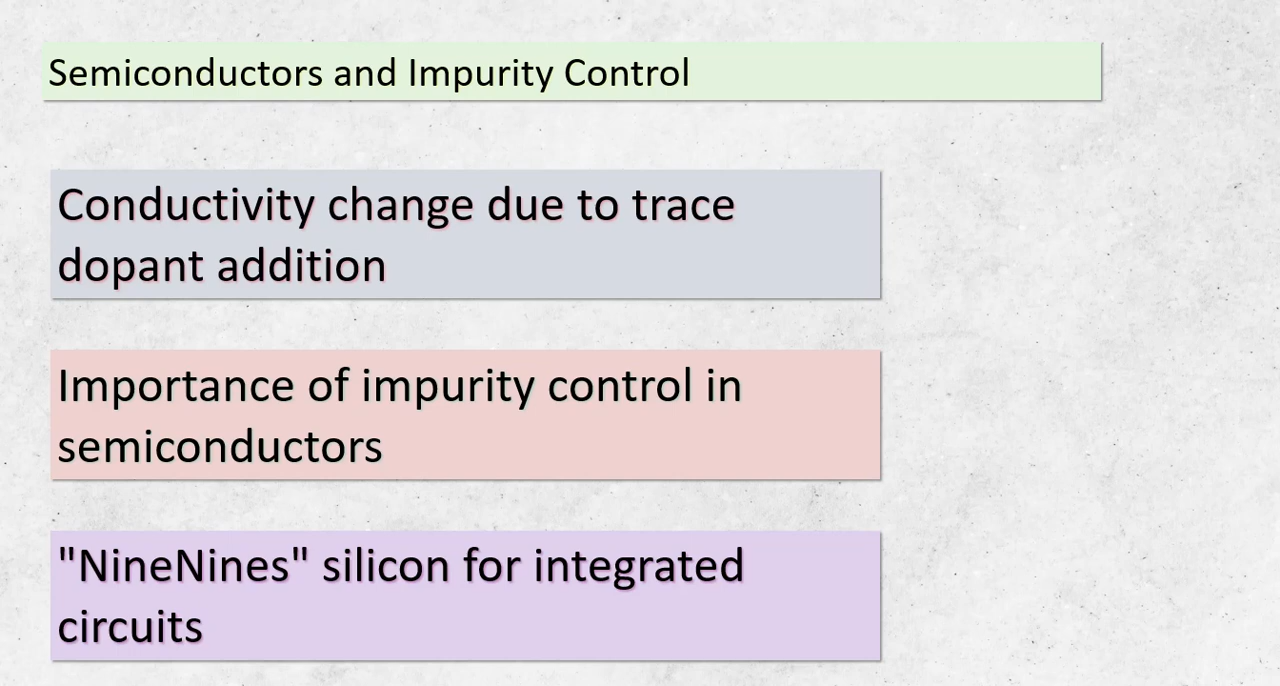 Semiconductors and Impurity Control
Conductivity change due to trace
dopant addition
Importance of impurity control in
semiconductors
"NineNines" silicon for integrated
circuits